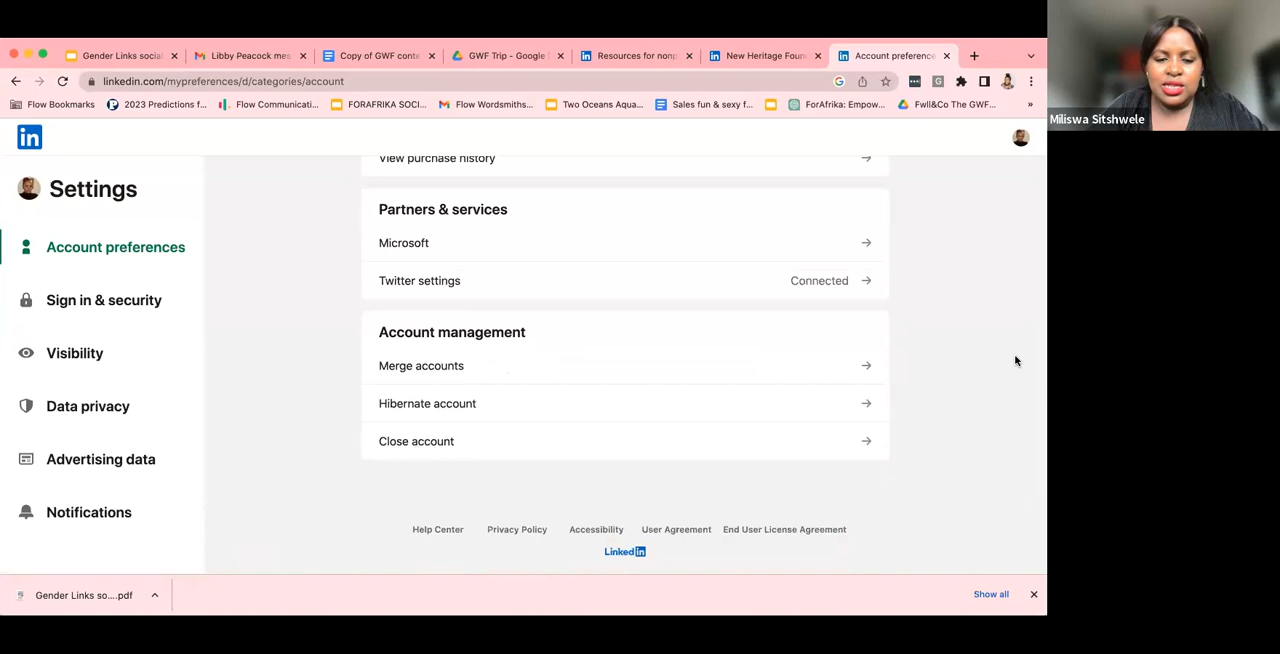 Gender Links social
Libby Peacock mes
Copy of GWF conte
GWF Trip - Google
Resources for nonp
New Heritage Foun
Account preference
linkedin.com/mypreferences/d/categories/account
Flow Bookmarks
2023 Predictions f...
Flow Communicati...
FORAFRIKA SOCI...
Flow Wordsmiths...
Two Oceans Aqua...
Sales fun & sexy f...
ForAfrika: Empow...
Fwll&Co The GWF...
»
in
Settings
Account preferences
Sign in & security
Visibility
Data privacy
Advertising data
Notifications
View purchase history
Partners & services
Microsoft
Twitter settings Connected
Account management
Merge accounts
Hibernate account
Close account
Help Center Privacy Policy Accessibility User Agreement End User License Agreement
LinkedIn
Gender Links so....pdf
Show all
Miliswa Sitshwele